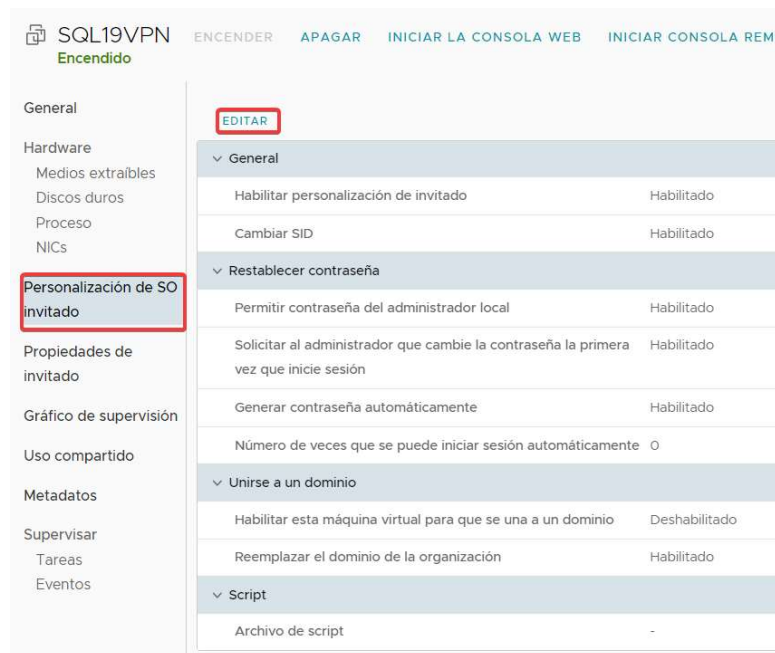 SQL19VPN ENCENDER APAGAR INICIAR LA CONSOLA WEB INICIAR CONSOLA REM
Encendido
General
Hardware
Medios extraíbles
Discos duros
Proceso
NICs
Personalización de SO
invitado
Propiedades de
invitado
Gráfico de supervisión
Uso compartido
Metadatos
Supervisar
Tareas
Eventos
EDITAR
General
Habilitar personalización de invitado Habilitado
Cambiar SID Habilitado
Restablecer contraseña
Permitir contraseña del administrador local Habilitado
Solicitar al administrador que cambie la contraseña la primera Habilitado
vez que inicie sesión
Generar contraseña automáticamente Habilitado
Número de veces que se puede iniciar sesión automáticamente 0
Unirse a un dominio
Habilitar esta máquina virtual para que se una a un dominio Deshabilitado
Reemplazar el dominio de la organización Habilitado
Script
Archivo de script -